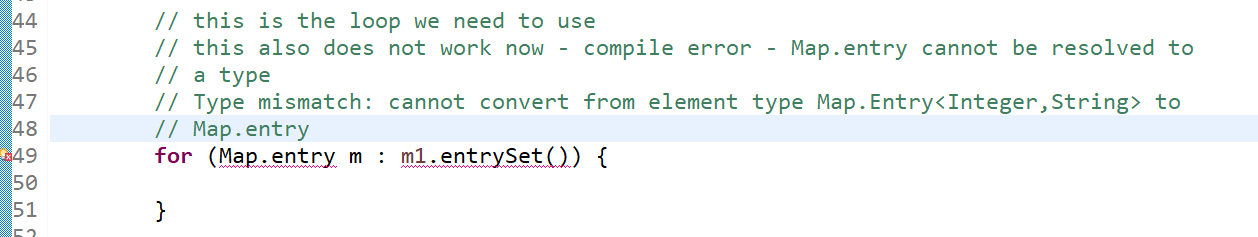 44 // this is the loop we need to use
45 // this also does not work now - compile error - Map.entry cannot be resolved to
46 // a type
47 // Type mismatch: cannot convert from element type Map.Entry<Integer,String> to
48 // Map.entry
49 for (Map.entry m : m1.entrySet()) {
50
51 }